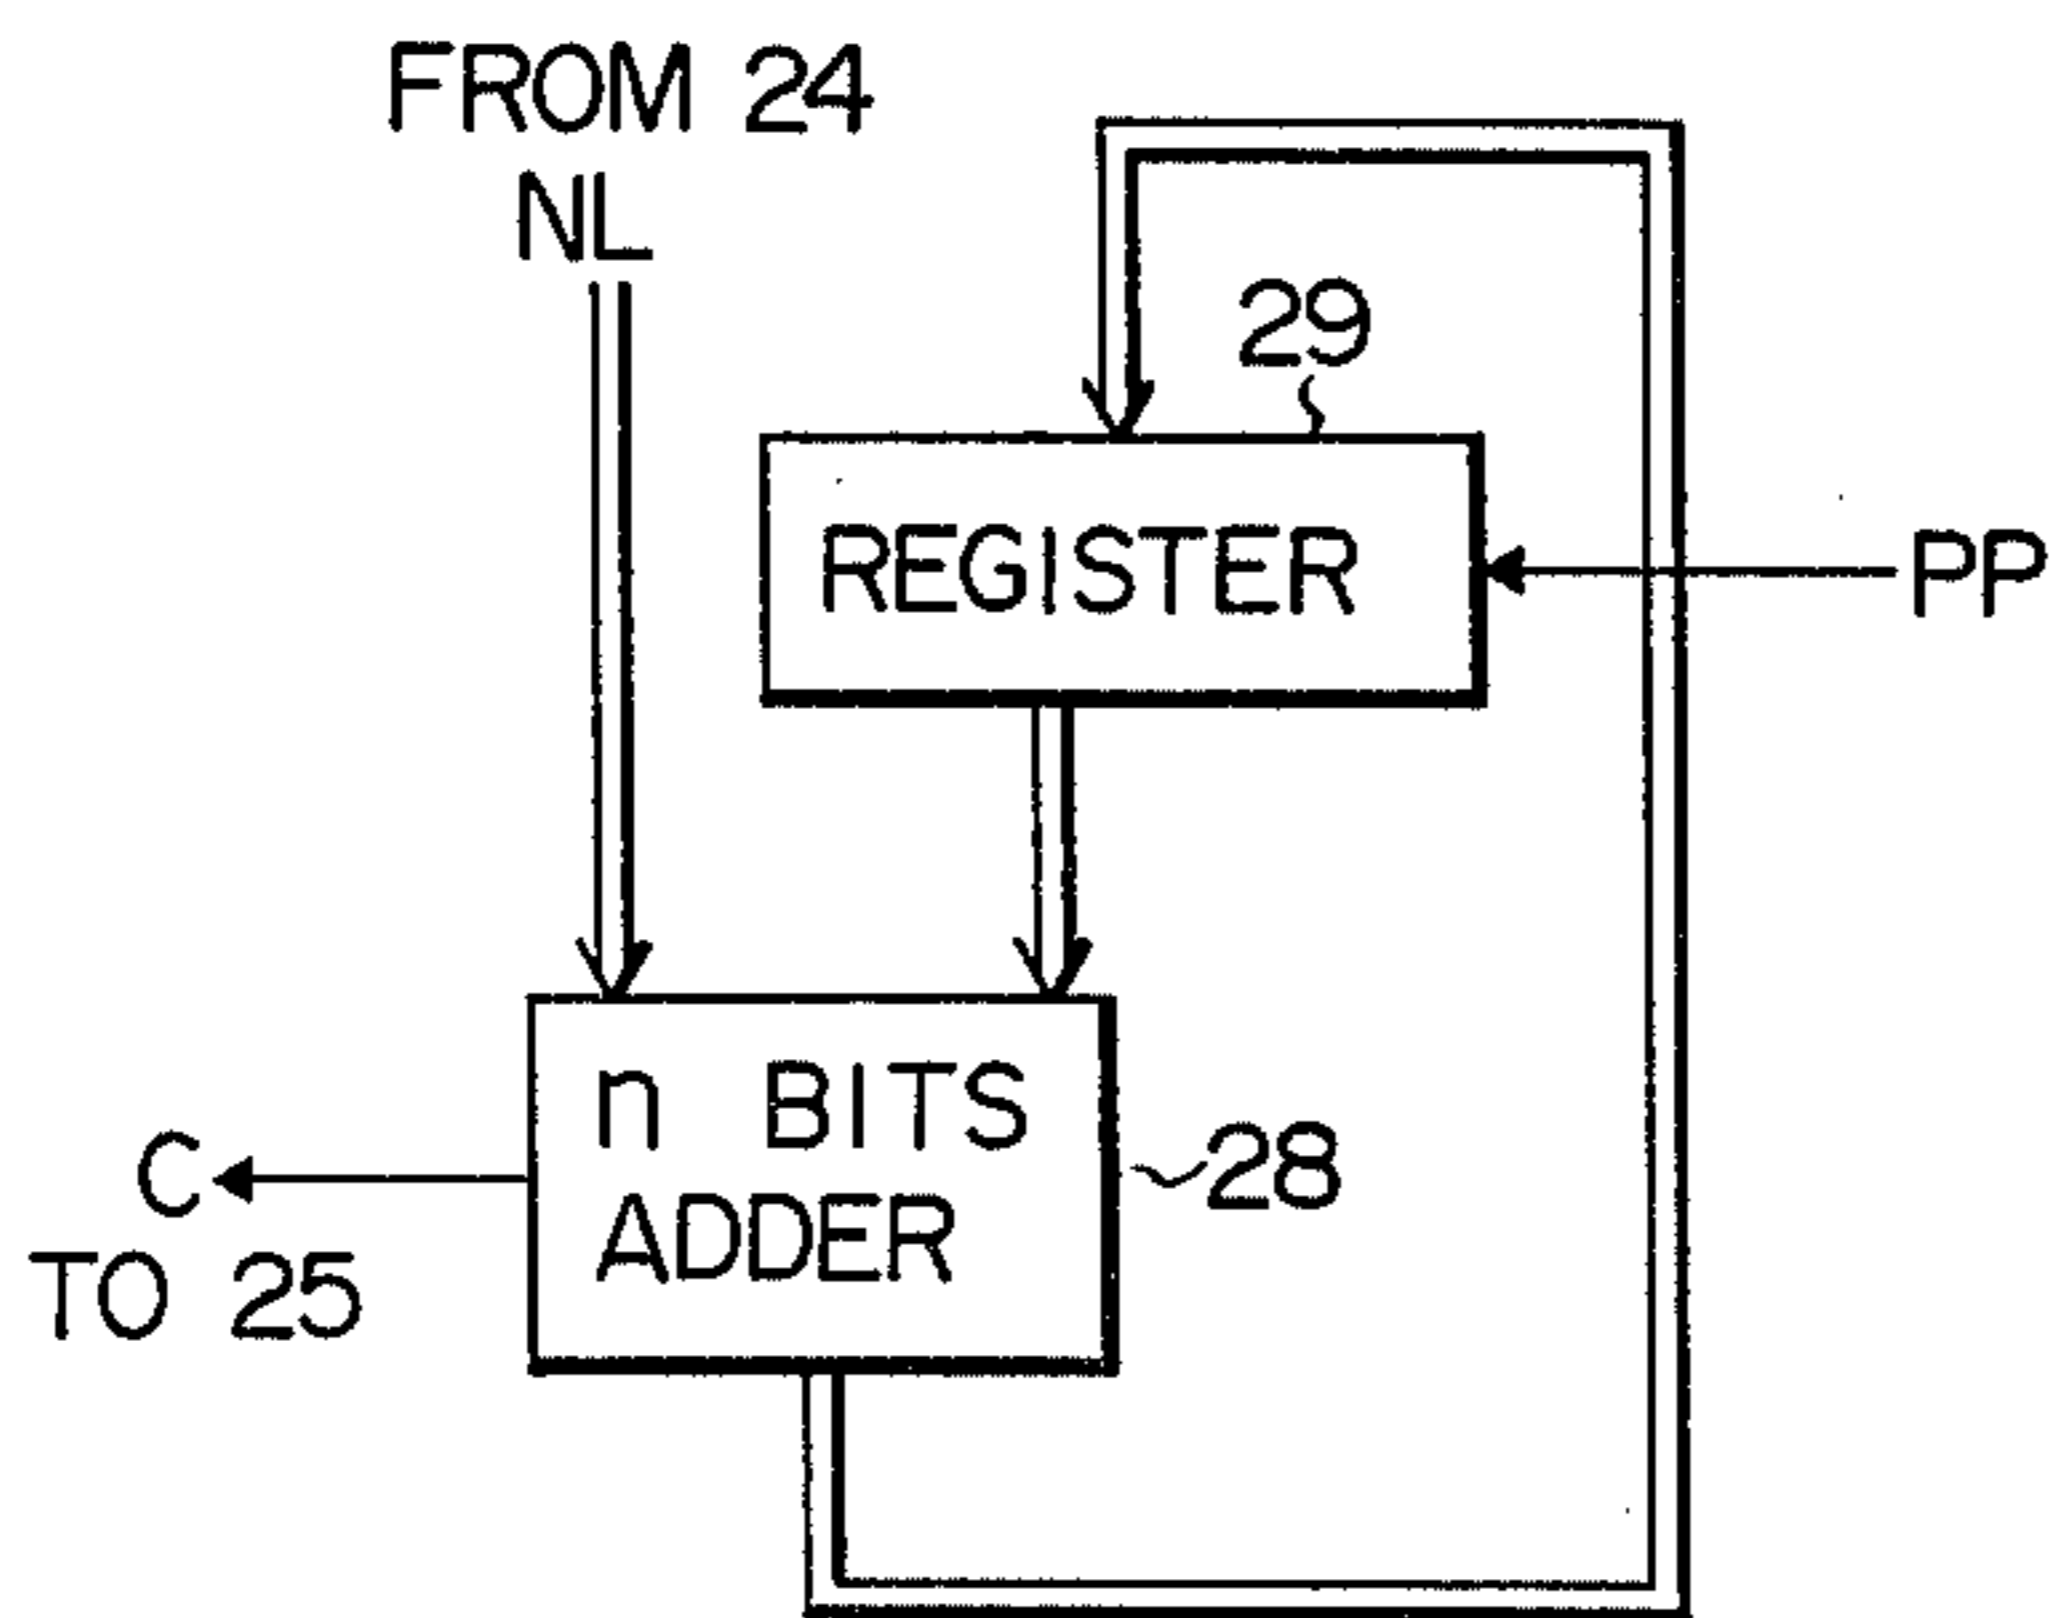 FROM 24
NL
29
REGISTER
PP
n BITS
ADDER
28
C
TO 25